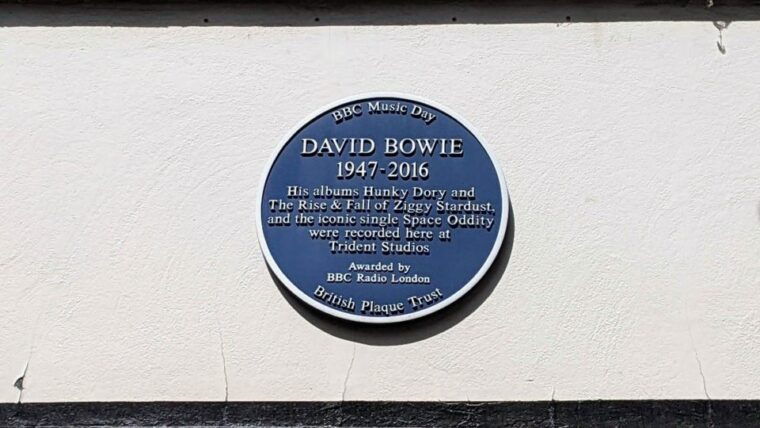 BBC Music Day
DAVID BOWIE
1947-2016
His albums Hunky Dory and
The Rise & Fall of Ziggy Stardust,
and the iconic single Space Oddity
were recorded here at
Trident Studios
Awarded by
BBC Radio London
British Plaque Trust